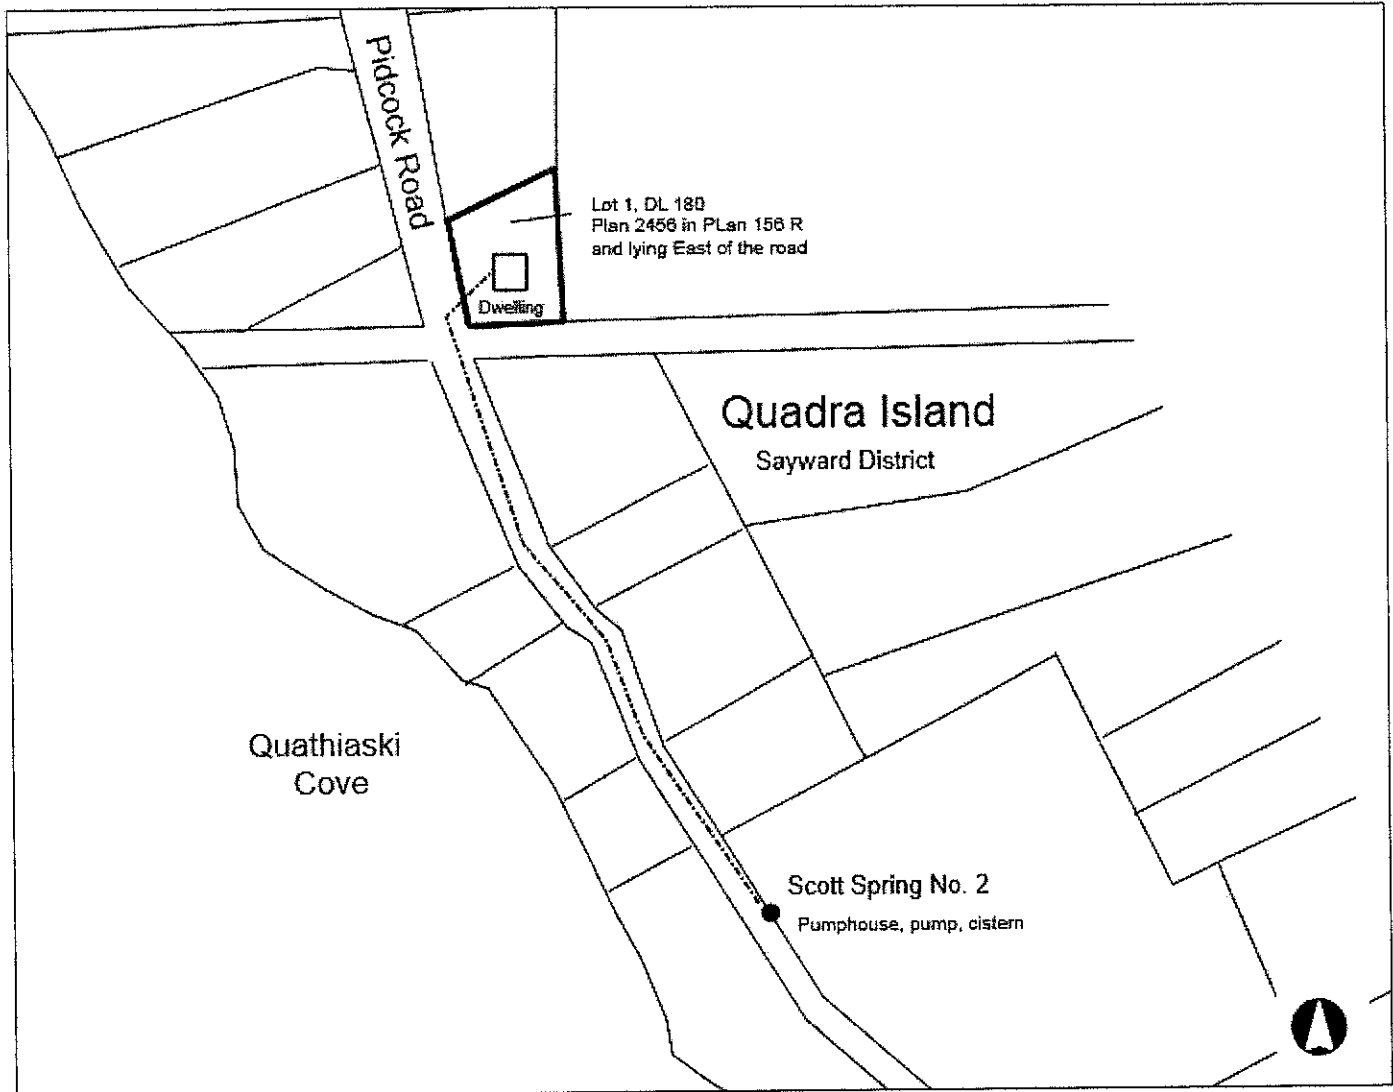 Pidcock Road
Lot 1, DL 180
Plan 2456 in PLan 156 R
and lying East of the road
Dwelling
Quadra Island
Sayward District
Quathiaski
Cove
Scott Spring No. 2
Pumphouse, pump, cistern